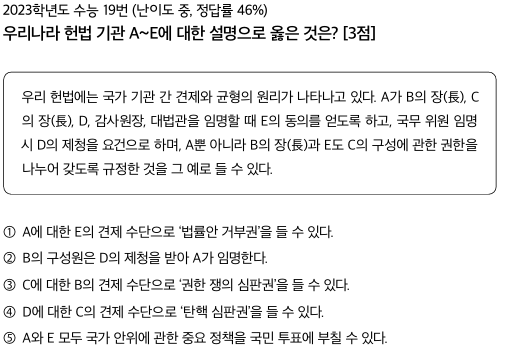 2023학년도 수능 19번 (난이도 중, 정답률 46%)
우리나라 헌법 기관 A~E에 대한 설명으로 옳은 것은? [3점]
우리 헌법에는 국가 기관 간 견제와 균형의 원리가 나타나고 있다. A가 B의 장(長), C
의 장(長), D, 감사원장, 대법관을 임명할 때 E의 동의를 얻도록 하고, 국무 위원 임명
시 D의 제청을 요건으로 하며, A뿐 아니라 B의 장(長)과 E도 C의 구성에 관한 권한을
나누어 갖도록 규정한 것을 그 예로 들 수 있다.
① A에 대한 E의 견제 수단으로 ‘법률안 거부권’을 들 수 있다.
② B의 구성원은 D의 제청을 받아 A가 임명한다.
③ C에 대한 B의 견제 수단으로 ‘권한 쟁의 심판권’을 들 수 있다.
④ D에 대한 C의 견제 수단으로 ‘탄핵 심판권’을 들 수 있다.
⑤ A와 E 모두 국가 안위에 관한 중요 정책을 국민 투표에 부칠 수 있다.